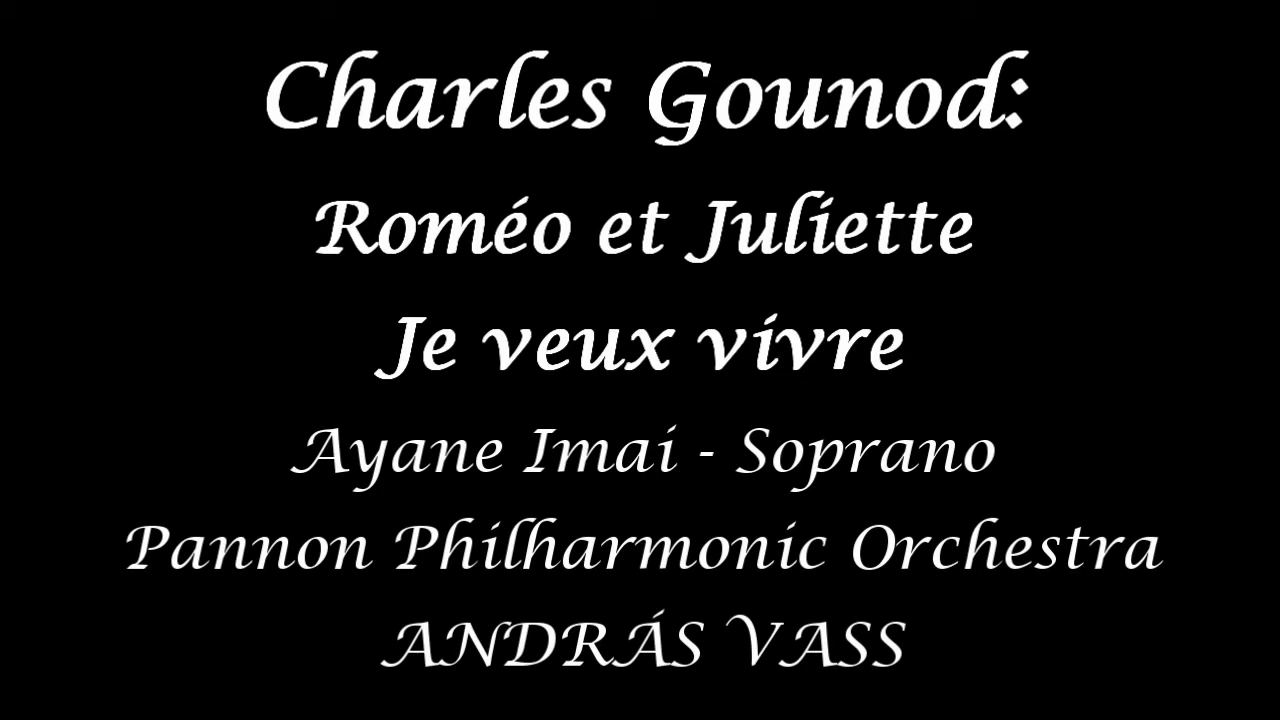 Charles Gounod:
Roméo et Juliette
Je veux vivre
Ayane Imai - Soprano
Pannon Philharmonic Orchestra
ANDRÁS VASS